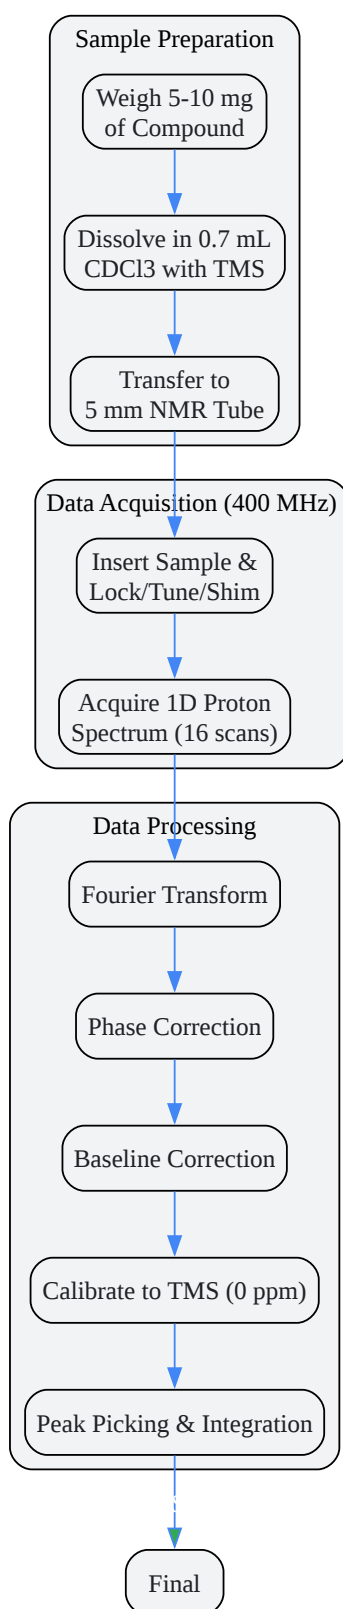 Sample Preparation
Weigh 5-10 mg
of Compound
Dissolve in 0.7 mL
CDCl3 with TMS
Transfer to
5 mm NMR Tube
Data Acquisition (400 MHz)
Insert Sample &
Lock/Tune/Shim
Acquire 1D Proton
Spectrum (16 scans)
Data Processing
Fourier Transform
Phase Correction
Baseline Correction
Calibrate to TMS (0 ppm)
Peak Picking & Integration
Final